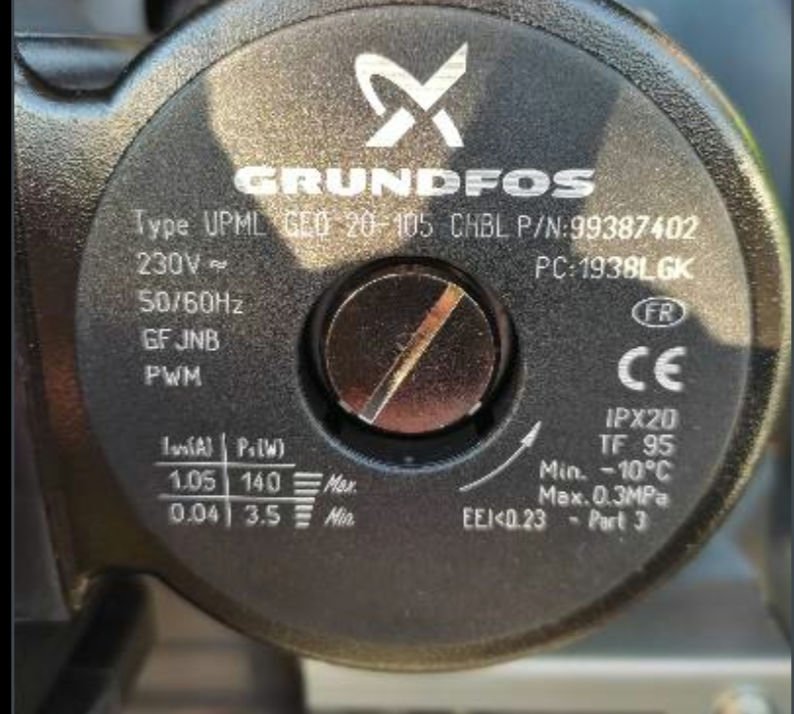 GRUNDFOS
Type UPML GEO 20-105 CHBL P/N:99387402
230V ≈ PC:1938LGK
50/60Hz
GFJNB FR
PWM CE
IPX20
TF 95
Min. -10°C
Max. 0.3MPa
EEI<0.23 - Part 3
I₁/₁(A) P₁(W)
1.05 140 Max.
0.04 3.5 Min.